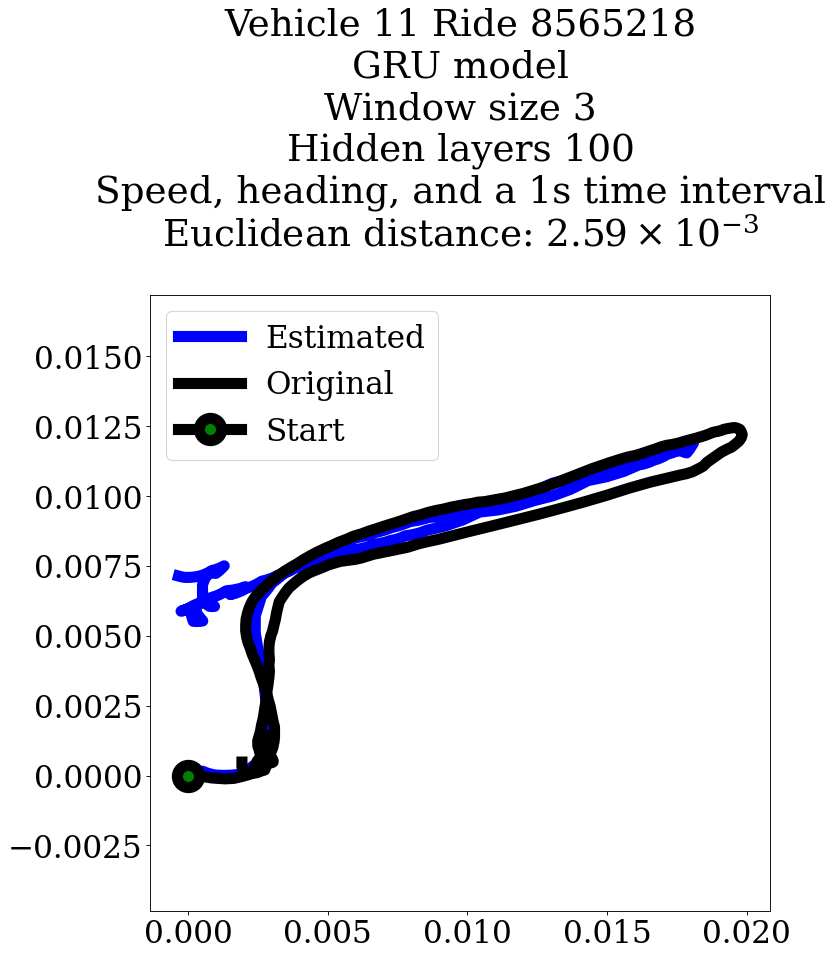 Vehicle 11 Ride 8565218
GRU model
Window size 3
Hidden layers 100
Speed, heading, and a 1s time interval
Euclidean distance: 2.59 × 10⁻³
Estimated
Original
Start
0.0150
0.0125
0.0100
0.0075
0.0050
0.0025
0.0000
−0.0025
0.000 0.005 0.010 0.015 0.020